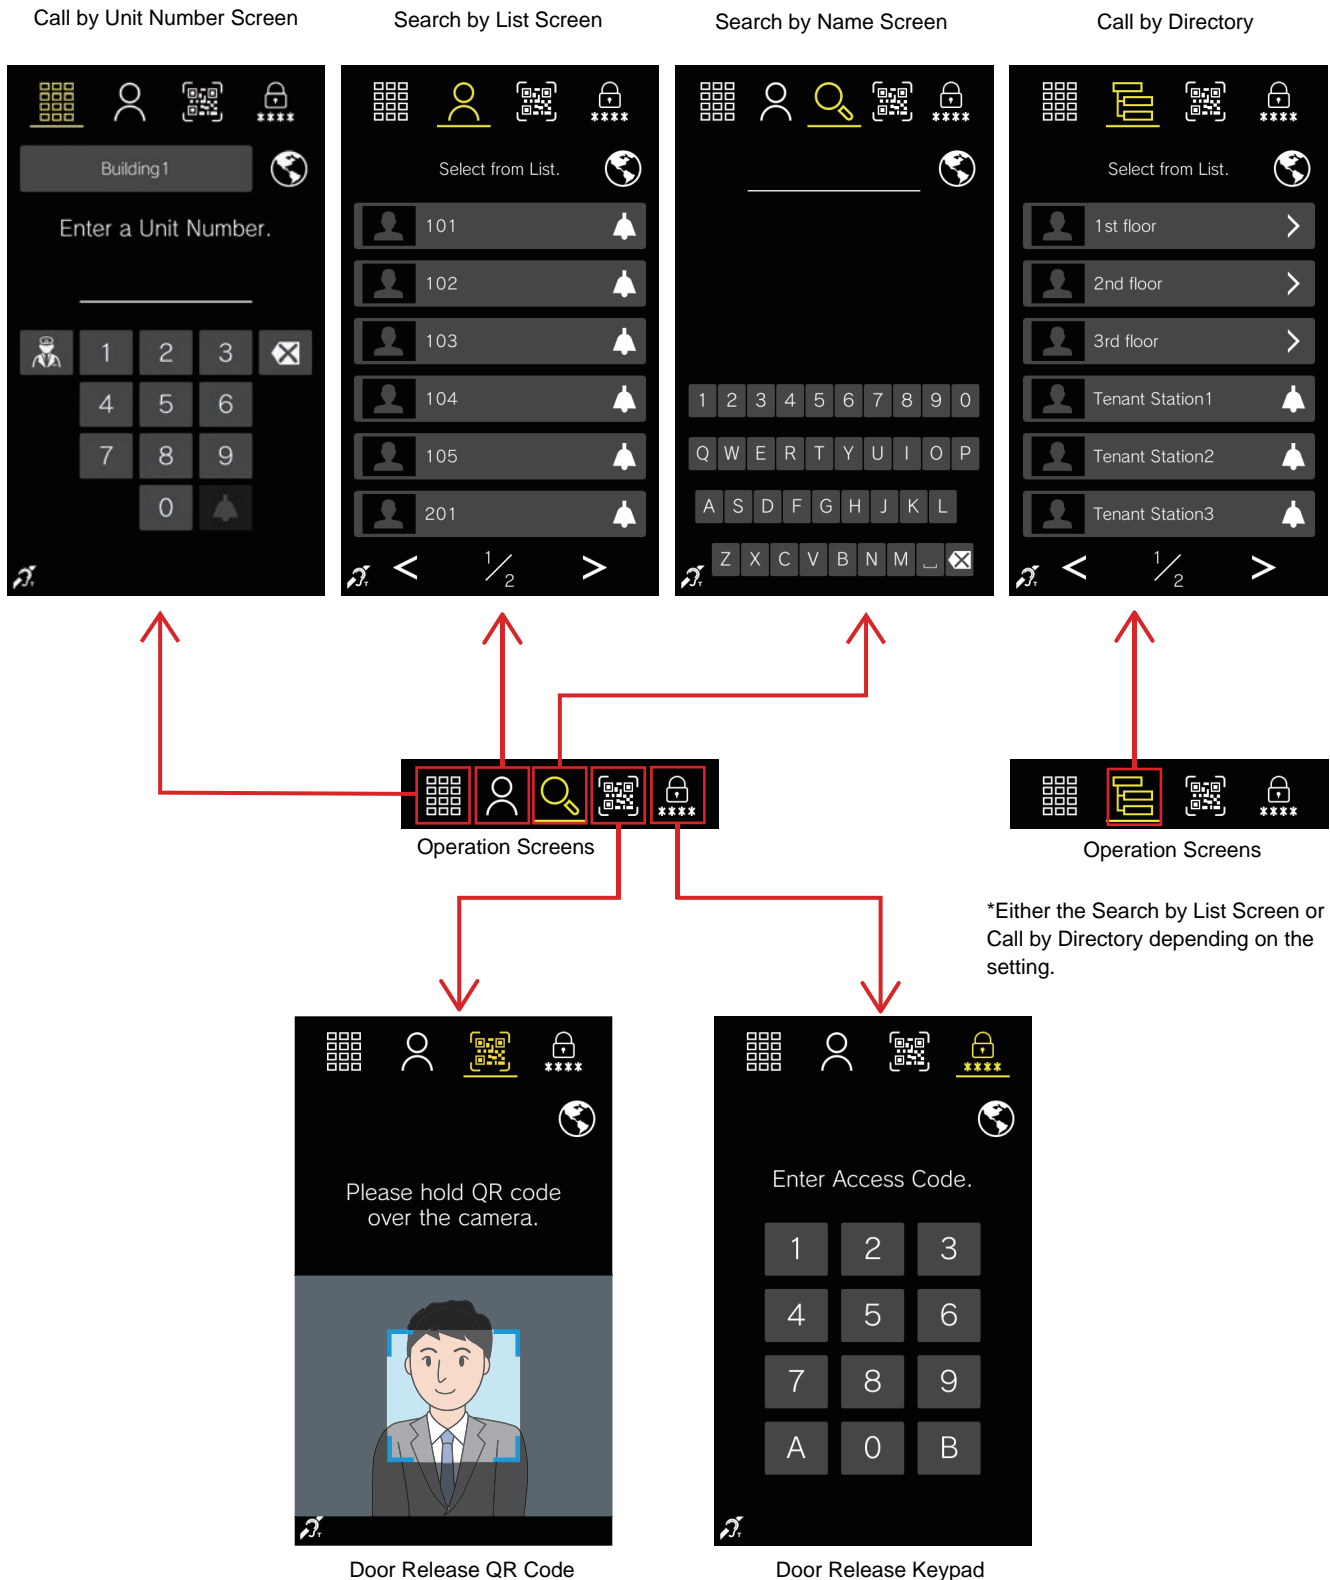 Call by Unit Number Screen
Search by List Screen
Search by Name Screen
Call by Directory
****
Building1
Enter a Unit Number.
1 2 3
4 5 6
7 8 9
0
T
****
Select from List.
101
102
103
104
105
201
< 1/2 >
T
****
1 2 3 4 5 6 7 8 9 0
Q W E R T Y U I O P
A S D F G H J K L
Z X C V B N M
T
****
Select from List.
1st floor
2nd floor
3rd floor
Tenant Station1
Tenant Station2
Tenant Station3
< 1/2 >
T
****
Operation Screens
****
Operation Screens
*Either the Search by List Screen or
Call by Directory depending on the
setting.
****
Please hold QR code
over the camera.
T
Door Release QR Code
****
Enter Access Code.
1 2 3
4 5 6
7 8 9
A 0 B
T
Door Release Keypad